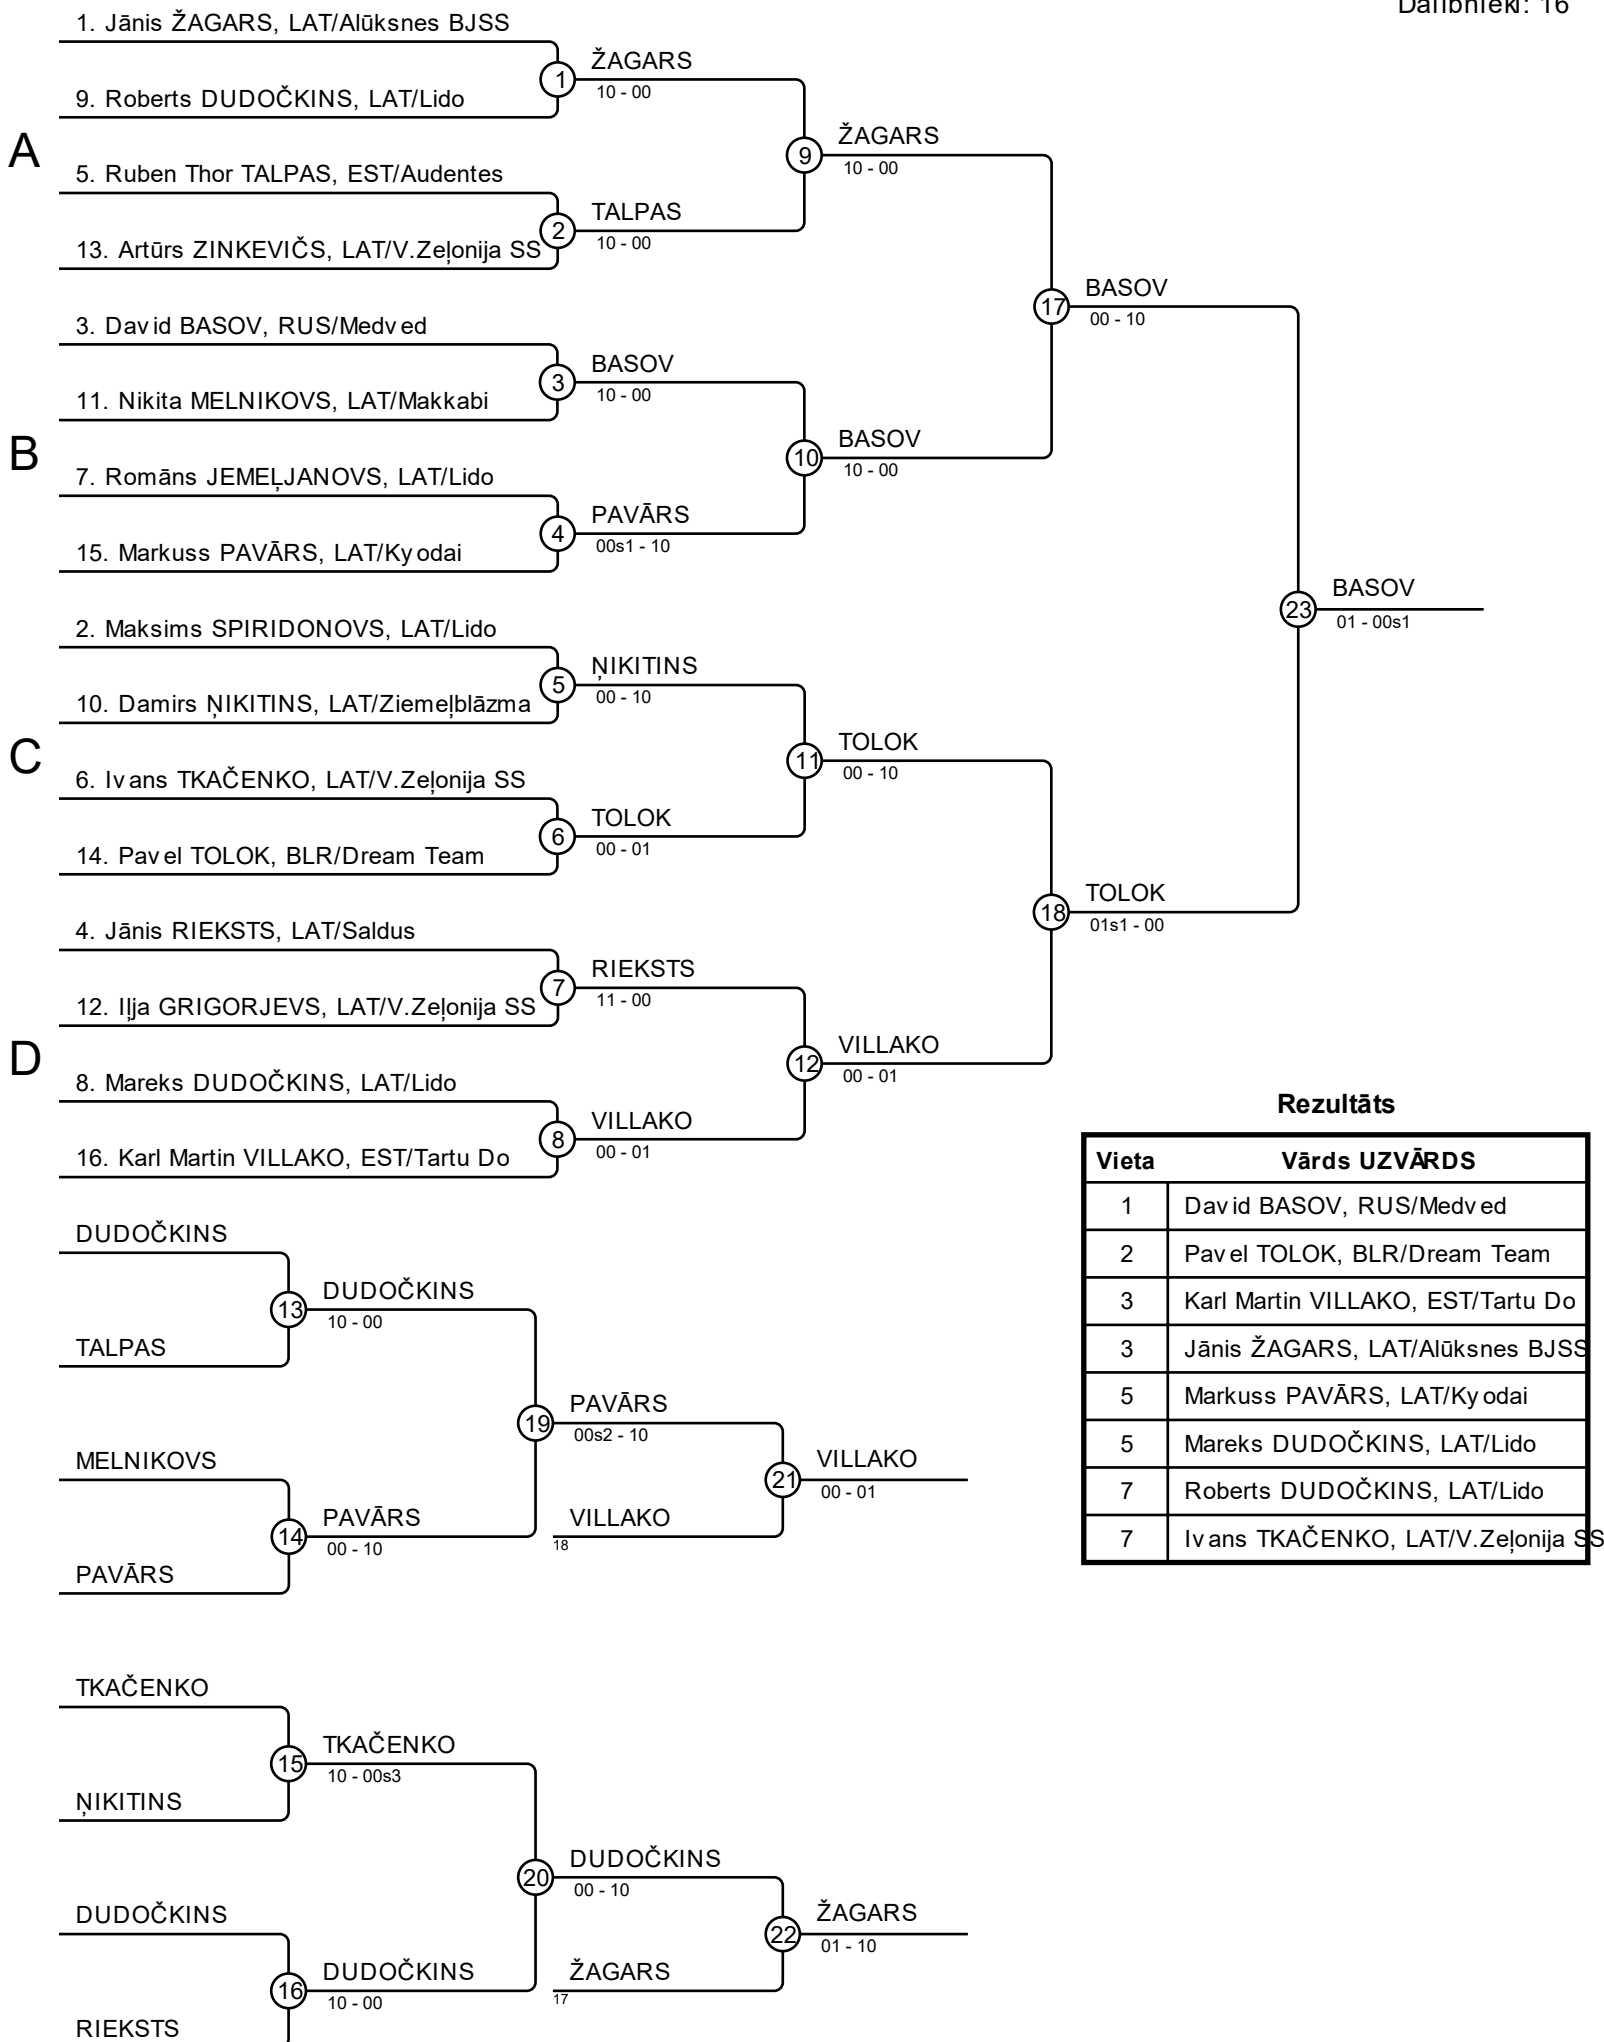 Dalībnieki: 16
1. Jānis ŽAGARS, LAT/Alūksnes BJSS
1
ŽAGARS
10 - 00
9. Roberts DUDOČKINS, LAT/Lido
A
9
ŽAGARS
10 - 00
5. Ruben Thor TALPAS, EST/Audentes
2
TALPAS
10 - 00
13. Artūrs ZINKEVIČS, LAT/V.Zeļonija SS
17
BASOV
00 - 10
3. David BASOV, RUS/Medved
3
BASOV
10 - 00
11. Nikita MELNIKOVS, LAT/Makkabi
B
10
BASOV
10 - 00
7. Romāns JEMEĻJANOVS, LAT/Lido
4
PAVĀRS
00s1 - 10
15. Markuss PAVĀRS, LAT/Kyodai
23
BASOV
01 - 00s1
2. Maksims SPIRIDONOVS, LAT/Lido
5
ŅIKITINS
00 - 10
10. Damirs ŅIKITINS, LAT/Ziemeļblāzma
C
11
TOLOK
00 - 10
6. Ivans TKAČENKO, LAT/V.Zeļonija SS
6
TOLOK
00 - 01
14. Pavel TOLOK, BLR/Dream Team
18
TOLOK
01s1 - 00
4. Jānis RIEKSTS, LAT/Saldus
7
RIEKSTS
11 - 00
12. Iļja GRIGORJEVS, LAT/V.Zeļonija SS
D
12
VILLAKO
00 - 01
8. Mareks DUDOČKINS, LAT/Lido
8
VILLAKO
00 - 01
16. Karl Martin VILLAKO, EST/Tartu Do
Rezultāts
Vieta Vārds UZVĀRDS
1 David BASOV, RUS/Medved
2 Pavel TOLOK, BLR/Dream Team
3 Karl Martin VILLAKO, EST/Tartu Do
3 Jānis ŽAGARS, LAT/Alūksnes BJSS
5 Markuss PAVĀRS, LAT/Kyodai
5 Mareks DUDOČKINS, LAT/Lido
7 Roberts DUDOČKINS, LAT/Lido
7 Ivans TKAČENKO, LAT/V.Zeļonija SS
DUDOČKINS
13
DUDOČKINS
10 - 00
TALPAS
19
PAVĀRS
00s2 - 10
MELNIKOVS
14
PAVĀRS
00 - 10
PAVĀRS
21
VILLAKO
00 - 01
VILLAKO
18
TKAČENKO
15
TKAČENKO
10 - 00s3
ŅIKITINS
20
DUDOČKINS
00 - 10
DUDOČKINS
16
DUDOČKINS
10 - 00
RIEKSTS
22
ŽAGARS
01 - 10
ŽAGARS
17